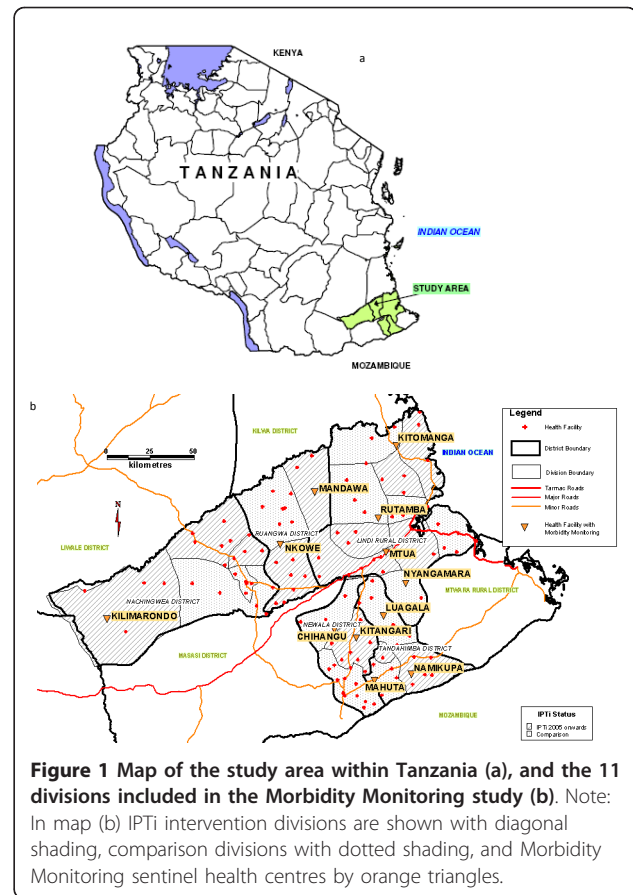 KENYA
a
TANZANIA
INDIAN OCEAN
STUDY AREA
MOZAMBIQUE
b
KILWA DISTRICT
0 25 50
kilometres
N
LIWALE DISTRICT
KITOMANGA
INDIAN OCEAN
MANDAWA
RUTAMBA
RUANGWA DISTRICT
LINDI RURAL DISTRICT
NKOWE
MTUA
NYANGAMARA
MTWARA RURAL DISTRICT
NACHINGWEA DISTRICT
KILIMARONDO
LUAGALA
NEWALA DISTRICT
CHIHANGU
KITANGARI
TANDAHIMBA DISTRICT
MASASI DISTRICT
NAMIKUPA
MAHUTA
MOZAMBIQUE
Legend
Health Facility
District Boundary
Division Boundary
Tarmac Roads
Major Roads
Minor Roads
Health Facility with
Morbidity Monitoring
IPTi Status
IPTi 2005 onwards
Comparison
Figure 1 Map of the study area within Tanzania (a), and the 11
divisions included in the Morbidity Monitoring study (b). Note:
In map (b) IPTi intervention divisions are shown with diagonal
shading, comparison divisions with dotted shading, and Morbidity
Monitoring sentinel health centres by orange triangles.